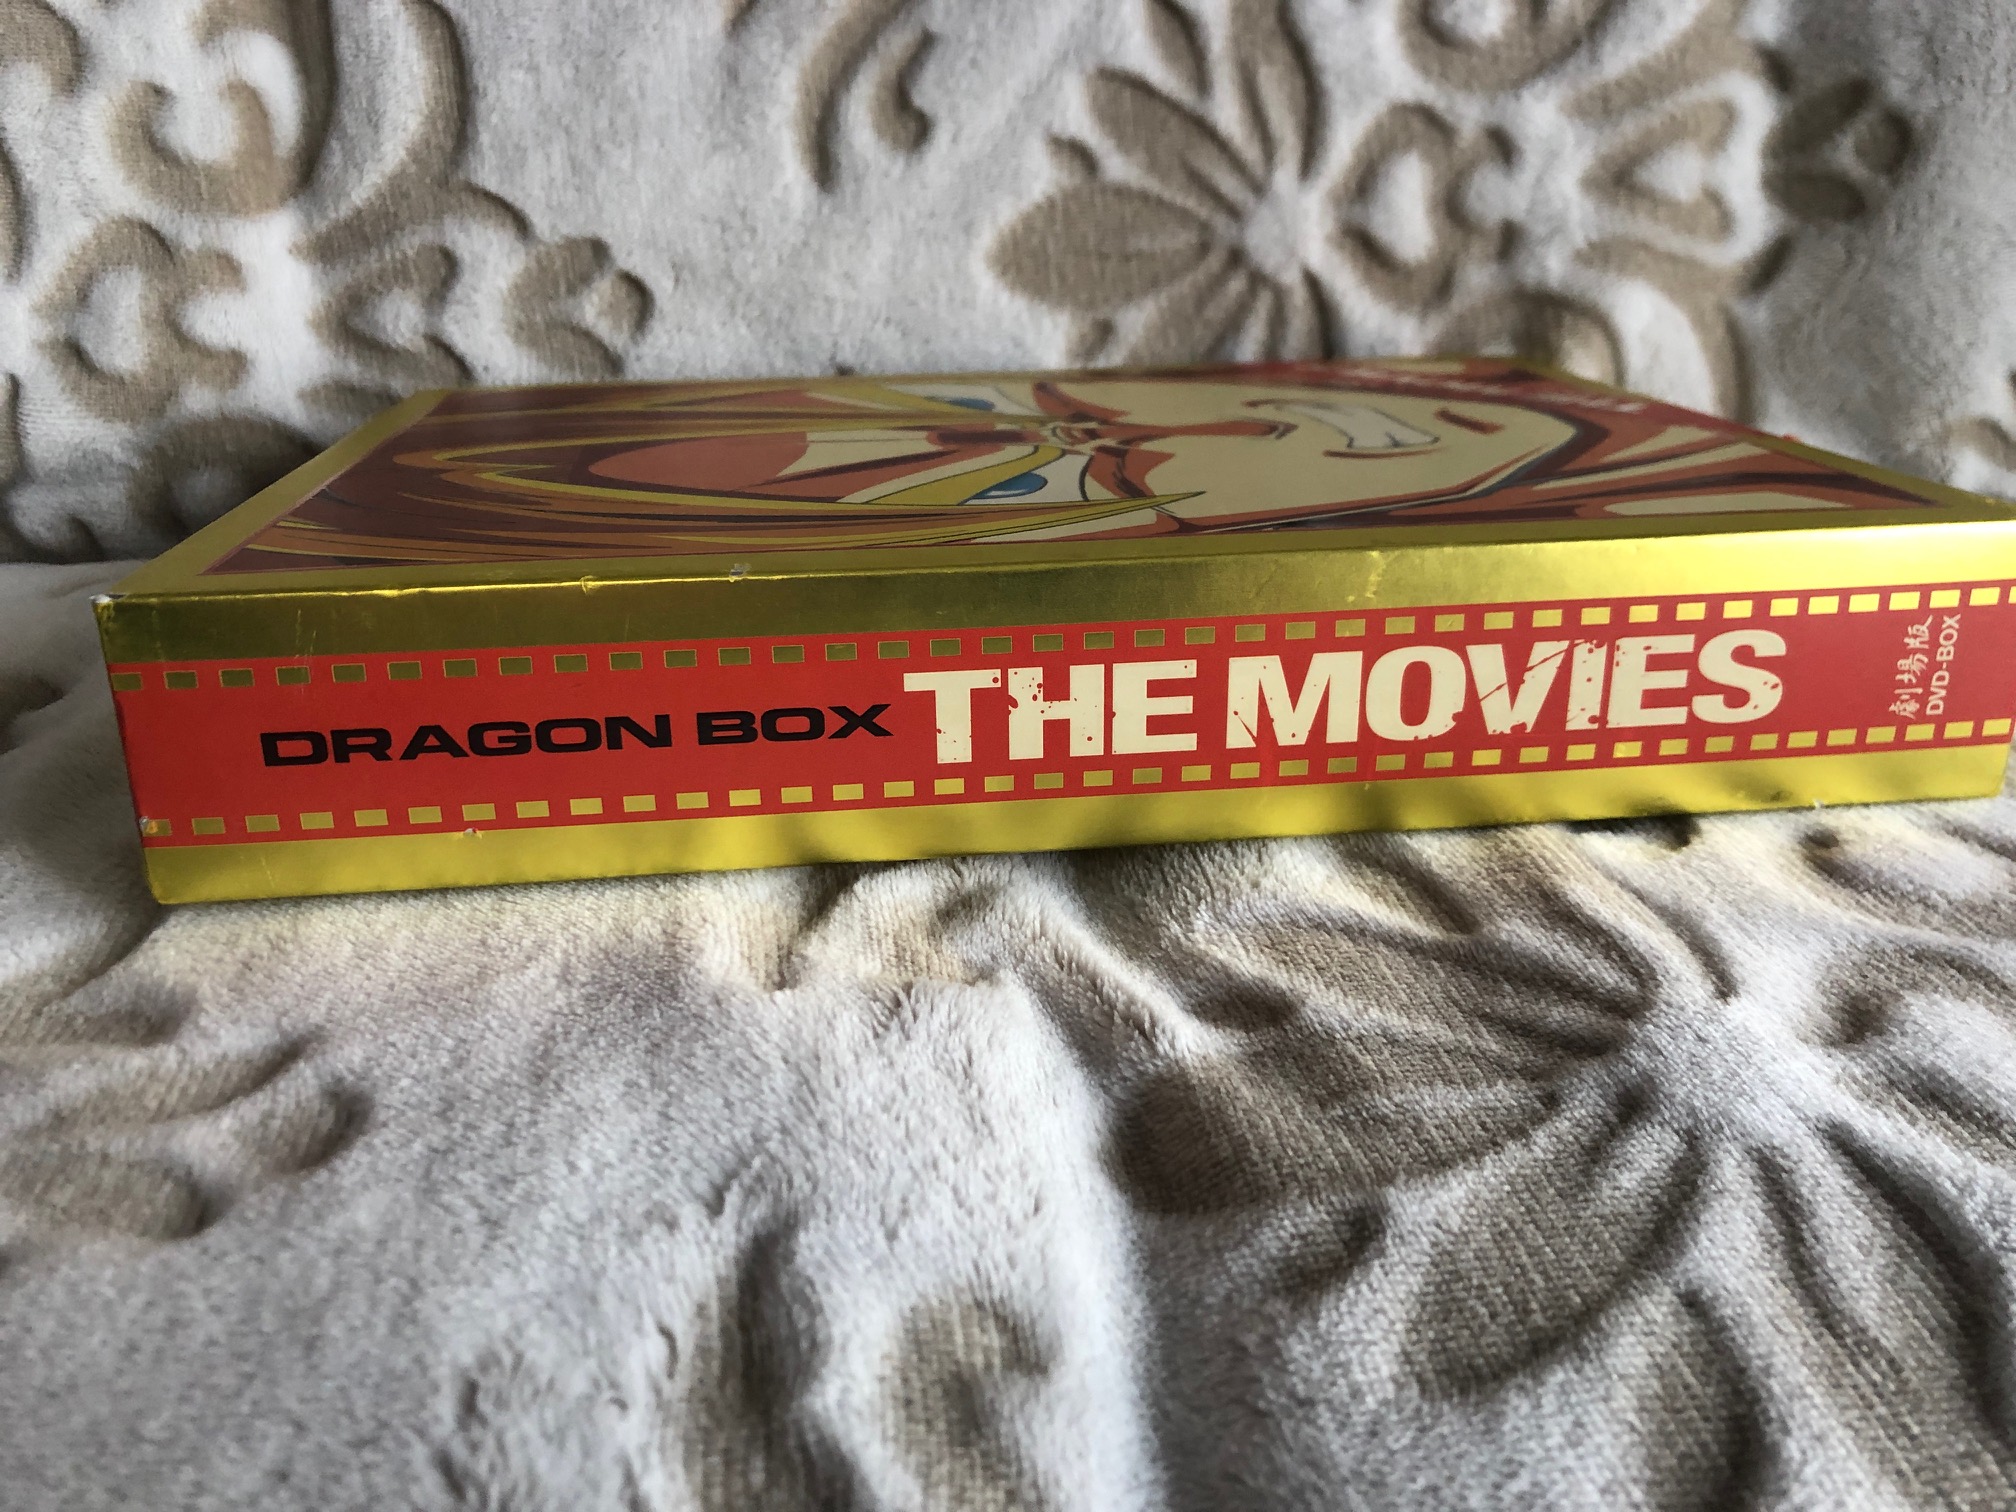 DRAGON BOX THE MOVIES
劇場版
DVD-BOX